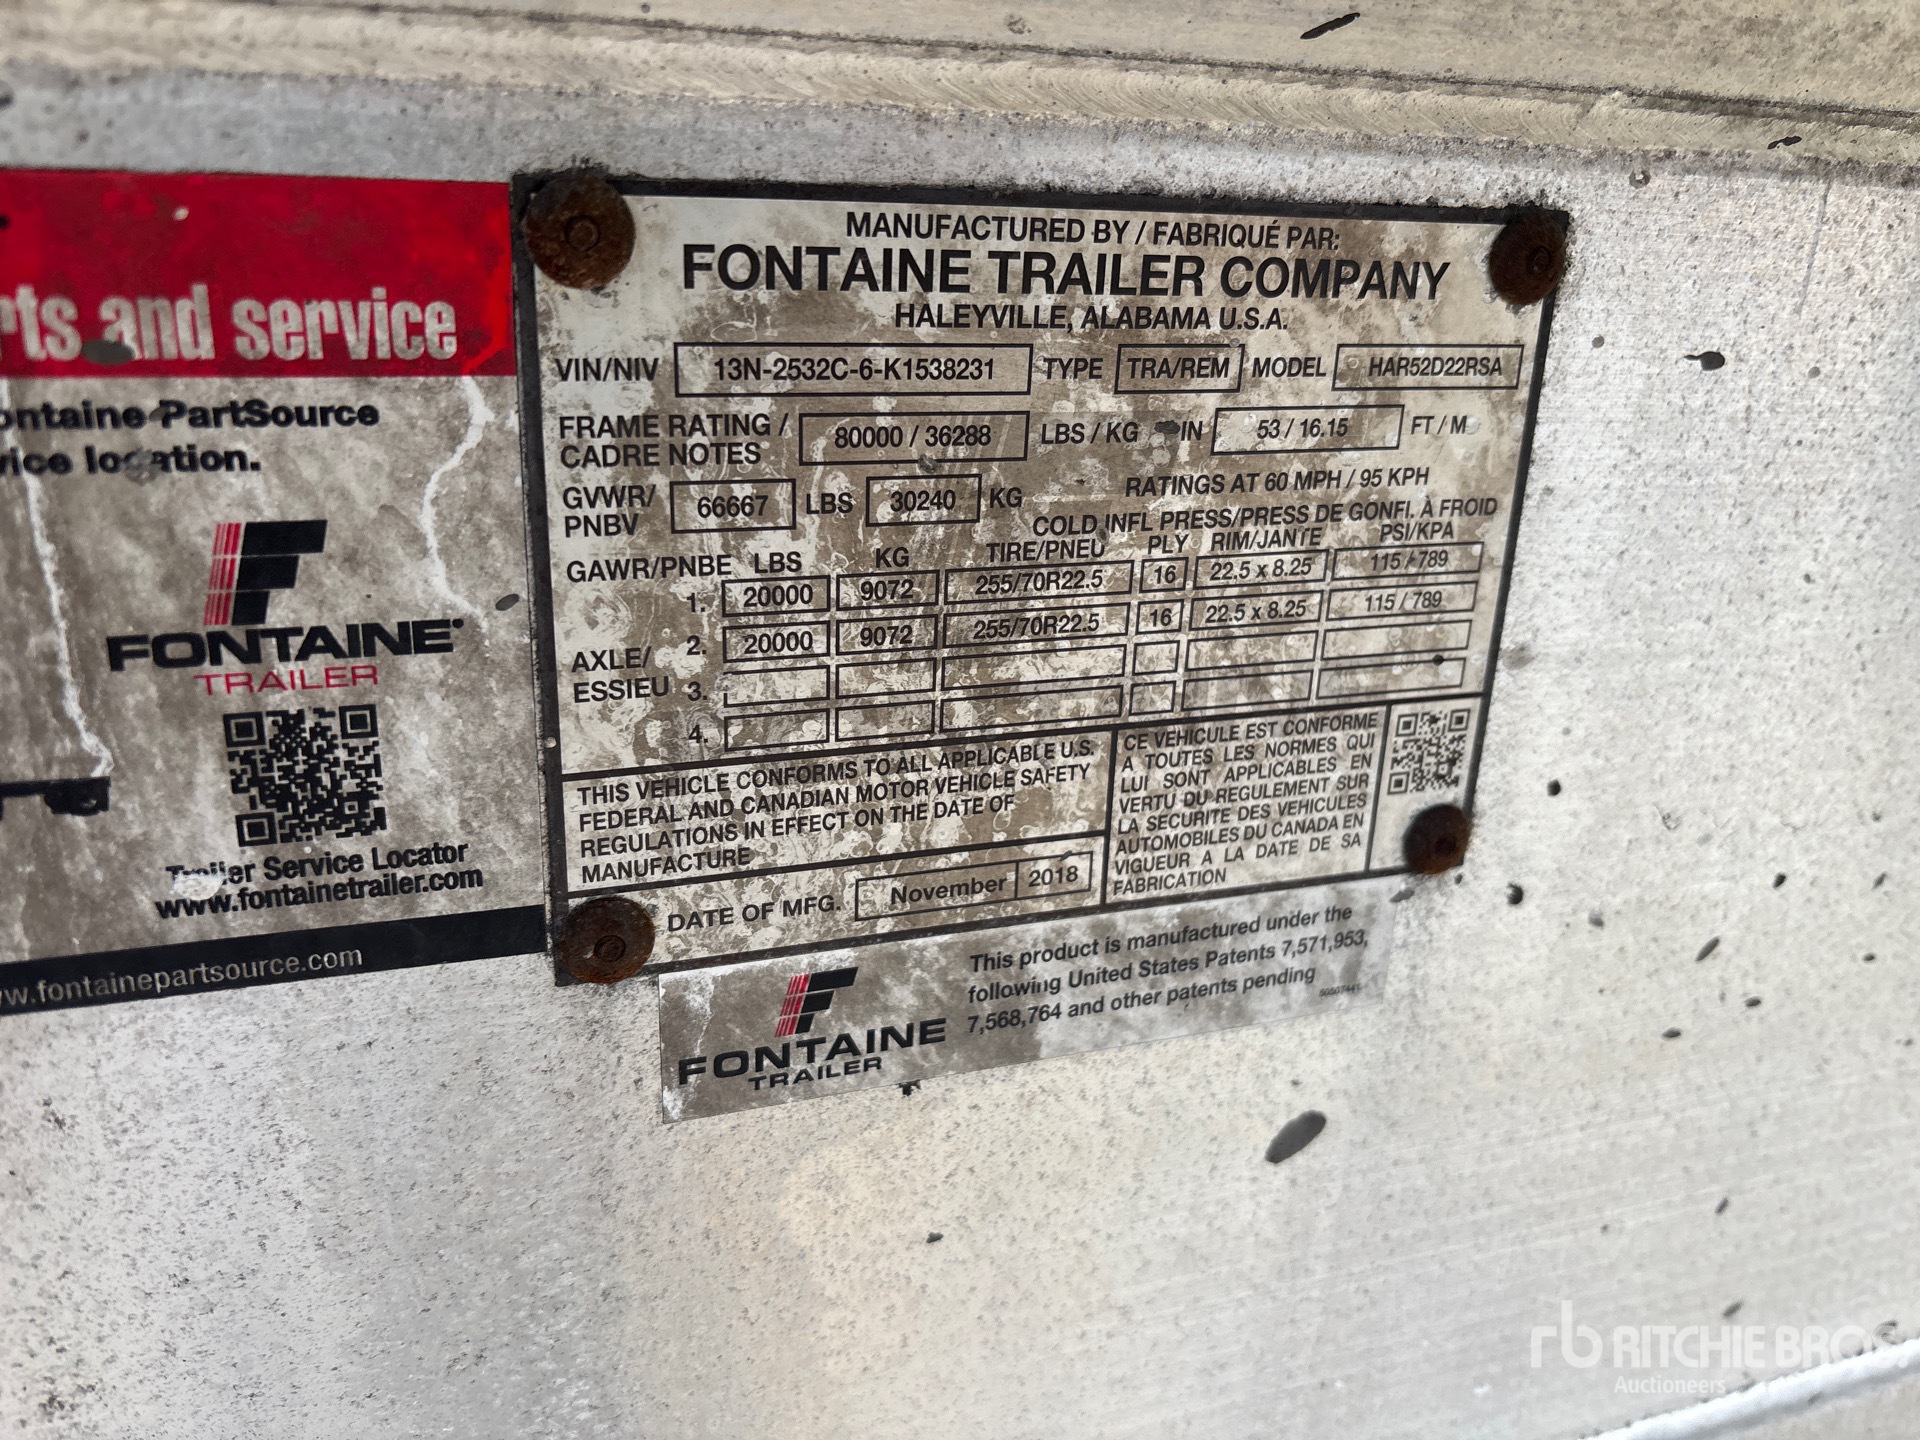 rts and service
ontaine PartSource
vice location.
FONTAINE
TRAILER
Trailer Service Locator
www.fontainetrailer.com
w.fontainepartsource.com
MANUFACTURED BY / FABRIQUÉ PAR:
FONTAINE TRAILER COMPANY
HALEYVILLE, ALABAMA U.S.A.
VIN/NIV 13N-2532C-6-K1538231 TYPE TRA/REM MODEL HAR52D22RSA
FRAME RATING / CADRE NOTES 80000 / 36288 LBS / KG IN 53 / 16.15 FT / M
GVWR/ PNBV 66667 LBS 30240 KG
RATINGS AT 60 MPH / 95 KPH
COLD INFL PRESS/PRESS DE GONFL. À FROID
GAWR/PNBE LBS KG TIRE/PNEU PLY RIM/JANTE PSI/KPA
1. 20000 9072 255/70R22.5 16 22.5 x 8.25 115 / 789
2. 20000 9072 255/70R22.5 16 22.5 x 8.25 115 / 789
AXLE/
ESSIEU 3.
4.
THIS VEHICLE CONFORMS TO ALL APPLICABLE U.S.
FEDERAL AND CANADIAN MOTOR VEHICLE SAFETY
REGULATIONS IN EFFECT ON THE DATE OF
MANUFACTURE
CE VEHICULE EST CONFORME
A TOUTES LES NORMES QUI
LUI SONT APPLICABLES EN
VERTU DU REGULEMENT SUR
LA SECURITE DES VEHICULES
AUTOMOBILES DU CANADA EN
VIGUEUR A LA DATE DE SA
FABRICATION
DATE OF MFG. November 2018
FONTAINE
TRAILER
This product is manufactured under the
following United States Patents 7,571,953,
7,568,764 and other patents pending
rb RITCHIE BROS.
Auctioneers